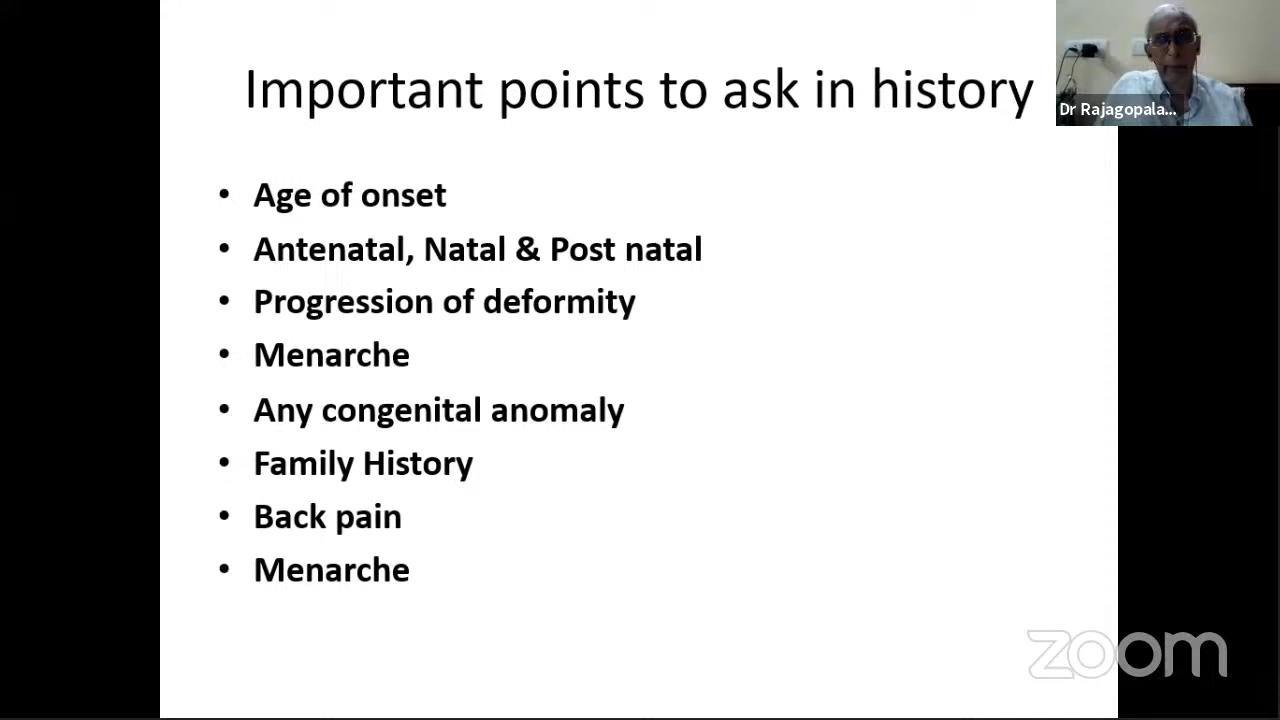 Important points to ask in history
Dr Rajagopala...
• Age of onset
• Antenatal, Natal & Post natal
• Progression of deformity
• Menarche
• Any congenital anomaly
• Family History
• Back pain
• Menarche
zoom